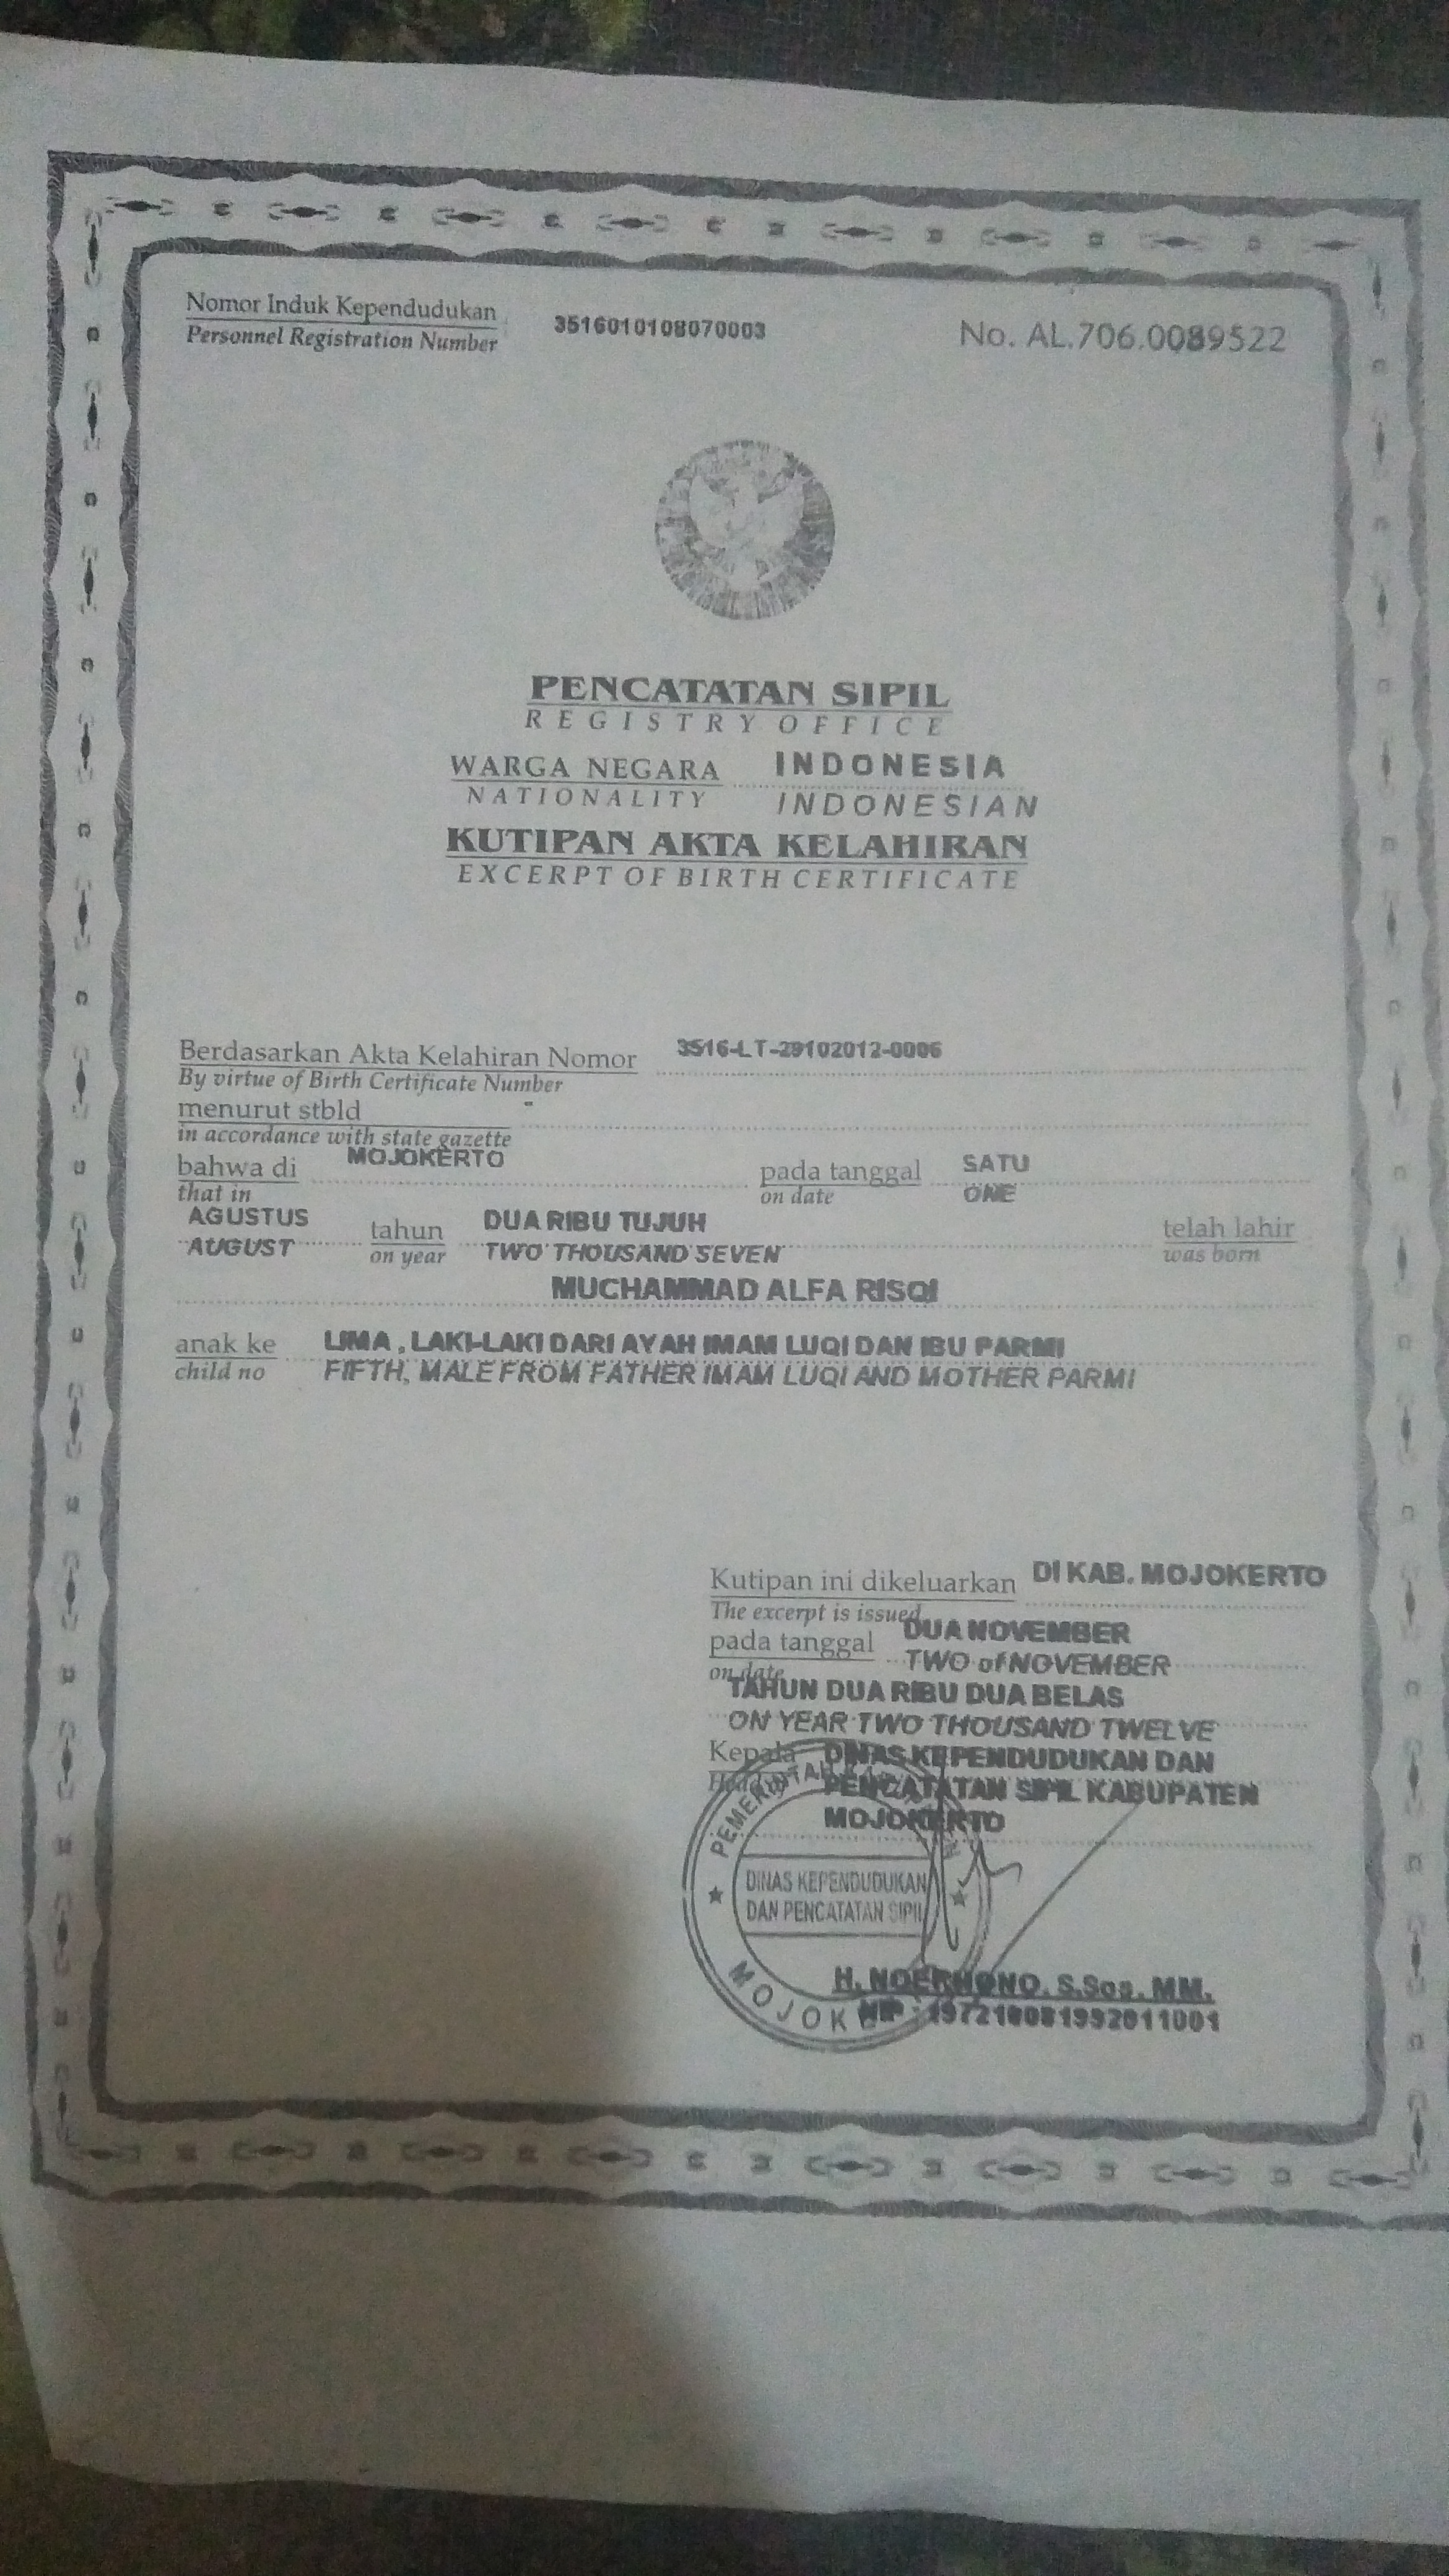 Nomor Induk Kependudukan 3516010108070003 No. AL.706.0089522
Personnel Registration Number
PENCATATAN SIPIL
REGISTRY OFFICE
WARGA NEGARA INDONESIA
NATIONALITY INDONESIAN
KUTIPAN AKTA KELAHIRAN
EXCERPT OF BIRTH CERTIFICATE
Berdasarkan Akta Kelahiran Nomor 3516-LT-29102012-0006
By virtue of Birth Certificate Number
menurut stbld -
in accordance with state gazette
bahwa di MOJOKERTO pada tanggal SATU
that in on date ONE
AGUSTUS tahun DUA RIBU TUJUH telah lahir
AUGUST on year TWO THOUSAND SEVEN was born
MUCHAMMAD ALFA RISQI
anak ke LIMA , LAKI-LAKI DARI AYAH IMAM LUQI DAN IBU PARMI
child no FIFTH, MALE FROM FATHER IMAM LUQI AND MOTHER PARMI
Kutipan ini dikeluarkan DI KAB. MOJOKERTO
The excerpt is issued
pada tanggal DUA NOVEMBER
on date TWO of NOVEMBER
TAHUN DUA RIBU DUA BELAS
ON YEAR TWO THOUSAND TWELVE
Kepala DINAS KEPENDUDUKAN DAN
PENCATATAN SIPIL KABUPATEN
MOJOKERTO
PEMERINTAH
DINAS KEPENDUDUKAN
DAN PENCATATAN SIPIL
H. NOERHONO, S.Sos. MM.
NIP :